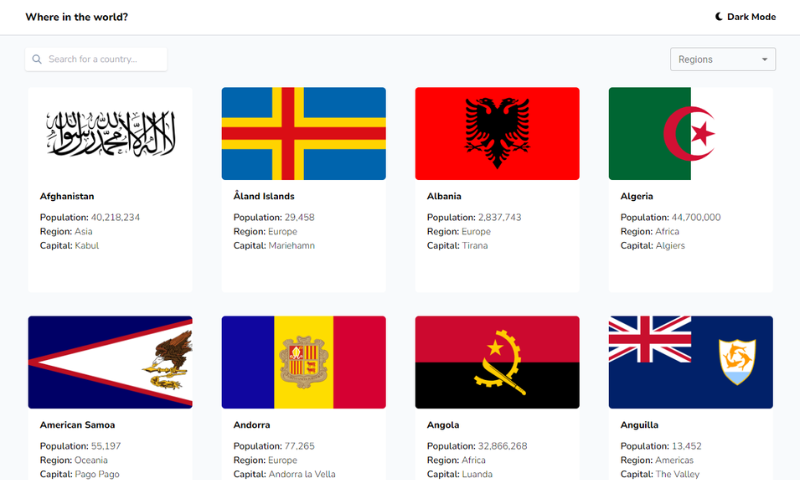 Where in the world?
Dark Mode
Search for a country...
Regions
لا إله إلا الله محمد رسول الله
Afghanistan
Population: 40,218,234
Region: Asia
Capital: Kabul
Åland Islands
Population: 29,458
Region: Europe
Capital: Mariehamn
Albania
Population: 2,837,743
Region: Europe
Capital: Tirana
Algeria
Population: 44,700,000
Region: Africa
Capital: Algiers
American Samoa
Population: 55,197
Region: Oceania
Capital: Pago Pago
Andorra
Population: 77,265
Region: Europe
Capital: Andorra la Vella
Angola
Population: 32,866,268
Region: Africa
Capital: Luanda
Anguilla
Population: 13,452
Region: Americas
Capital: The Valley